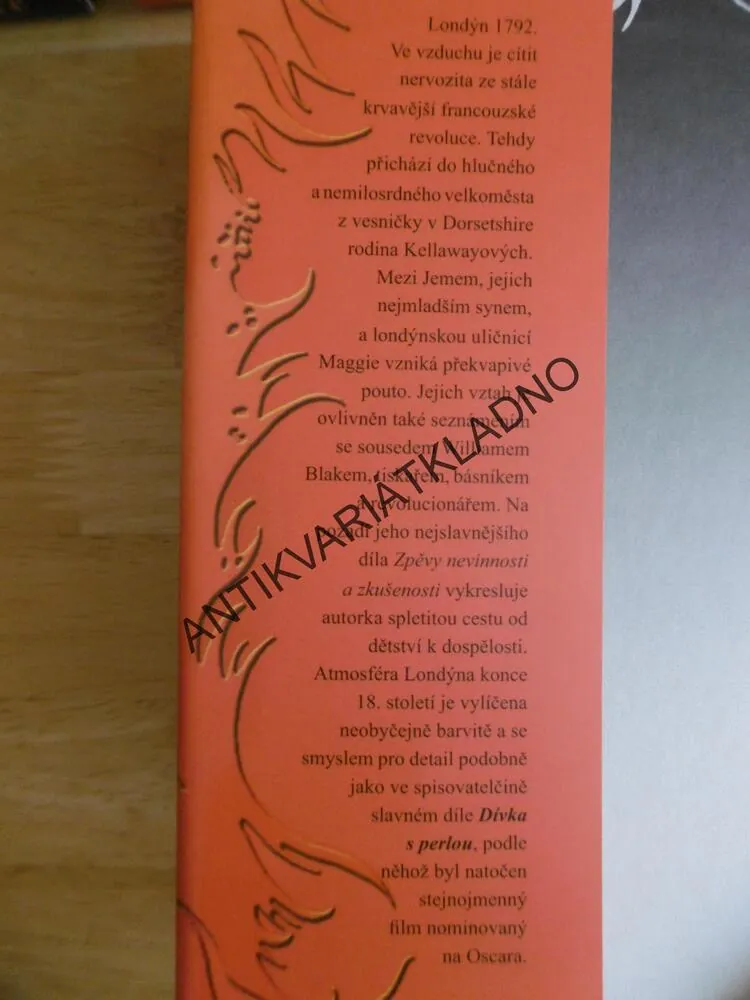 Londýn 1792.
Ve vzduchu je cítit
nervozita ze stále
krvavější francouzské
revoluce. Tehdy
přichází do hlučného
a nemilosrdného velkoměsta
z vesničky v Dorsetshire
rodina Kellawayových.
Mezi Jemem, jejich
nejmladším synem,
a londýnskou uličnicí
Maggie vzniká překvapivé
pouto. Jejich vztah
ovlivněn také seznámením
se sousedem Williamem
Blakem, tiskařem, básníkem
a revolucionářem. Na
pozadí jeho nejslavnějšího
díla Zpěvy nevinnosti
a zkušenosti vykresluje
autorka spletitou cestu od
dětství k dospělosti.
Atmosféra Londýna konce
18. století je vylíčena
neobyčejně barvitě a se
smyslem pro detail podobně
jako ve spisovatelčině
slavném díle Dívka
s perlou, podle
něhož byl natočen
stejnojmenný
film nominovaný
na Oscara.
ANTIKVARIÁTKLADNO